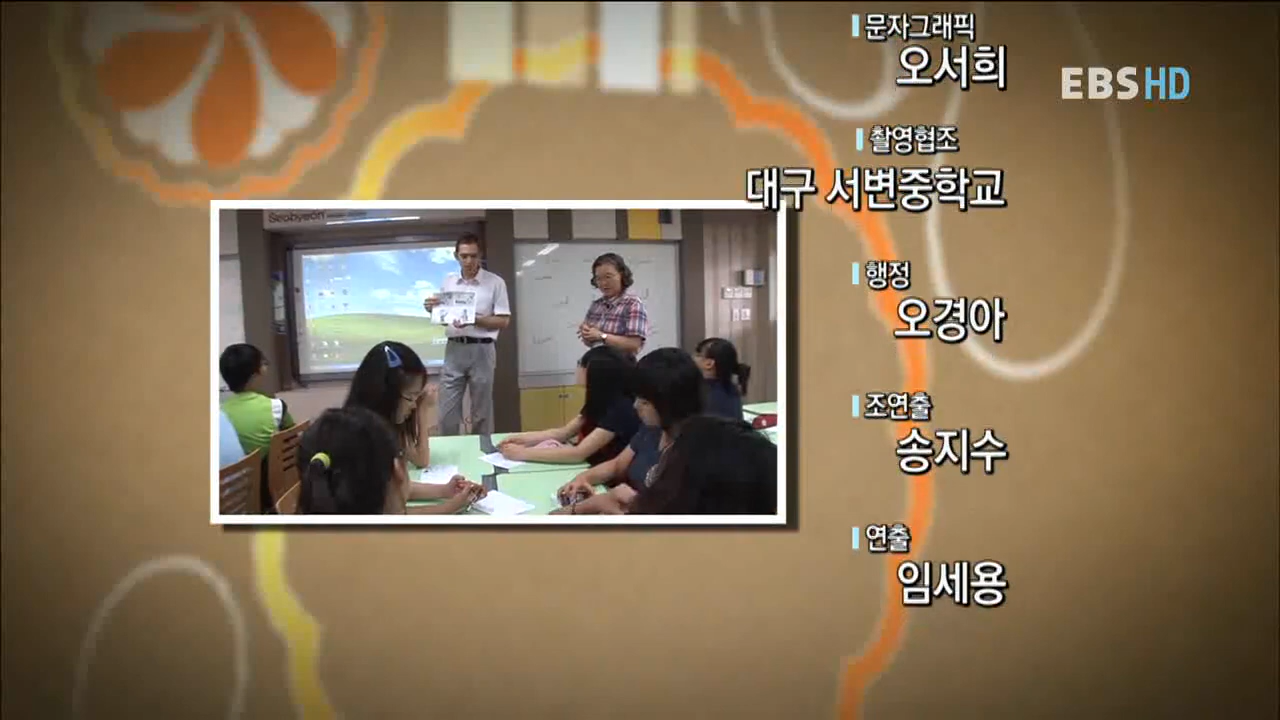 문자그래픽
오서희
EBS HD
촬영협조
대구 서변중학교
행정
오경아
조연출
송지수
연출
임세용
Seobyeon